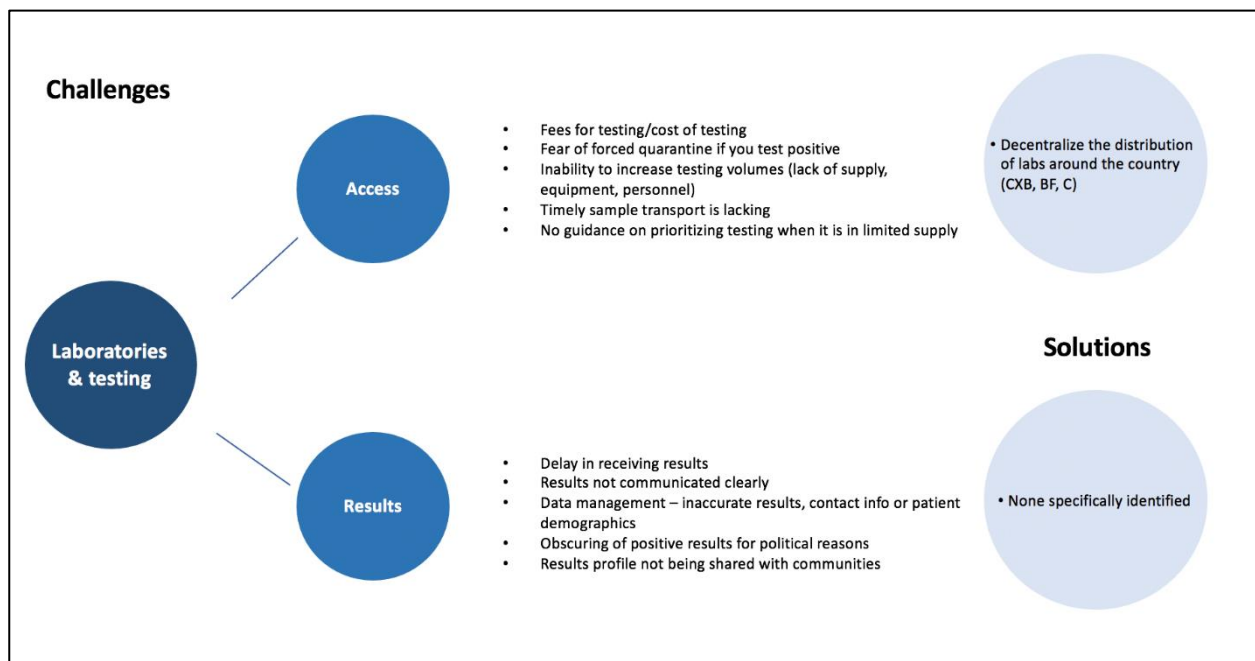 Challenges
Access
• Fees for testing/cost of testing
• Fear of forced quarantine if you test positive
• Inability to increase testing volumes (lack of supply,
equipment, personnel)
• Timely sample transport is lacking
• No guidance on prioritizing testing when it is in limited supply
• Decentralize the distribution
of labs around the country
(CXB, BF, C)
Laboratories
& testing
Solutions
Results
• Delay in receiving results
• Results not communicated clearly
• Data management – inaccurate results, contact info or patient
demographics
• Obscuring of positive results for political reasons
• Results profile not being shared with communities
• None specifically identified